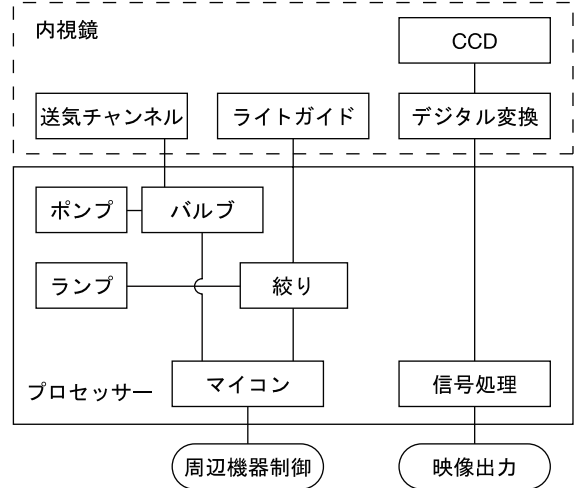 内視鏡
CCD
送気チャンネル
ライトガイド
デジタル変換
ポンプ
バルブ
ランプ
絞り
プロセッサー
マイコン
信号処理
周辺機器制御
映像出力